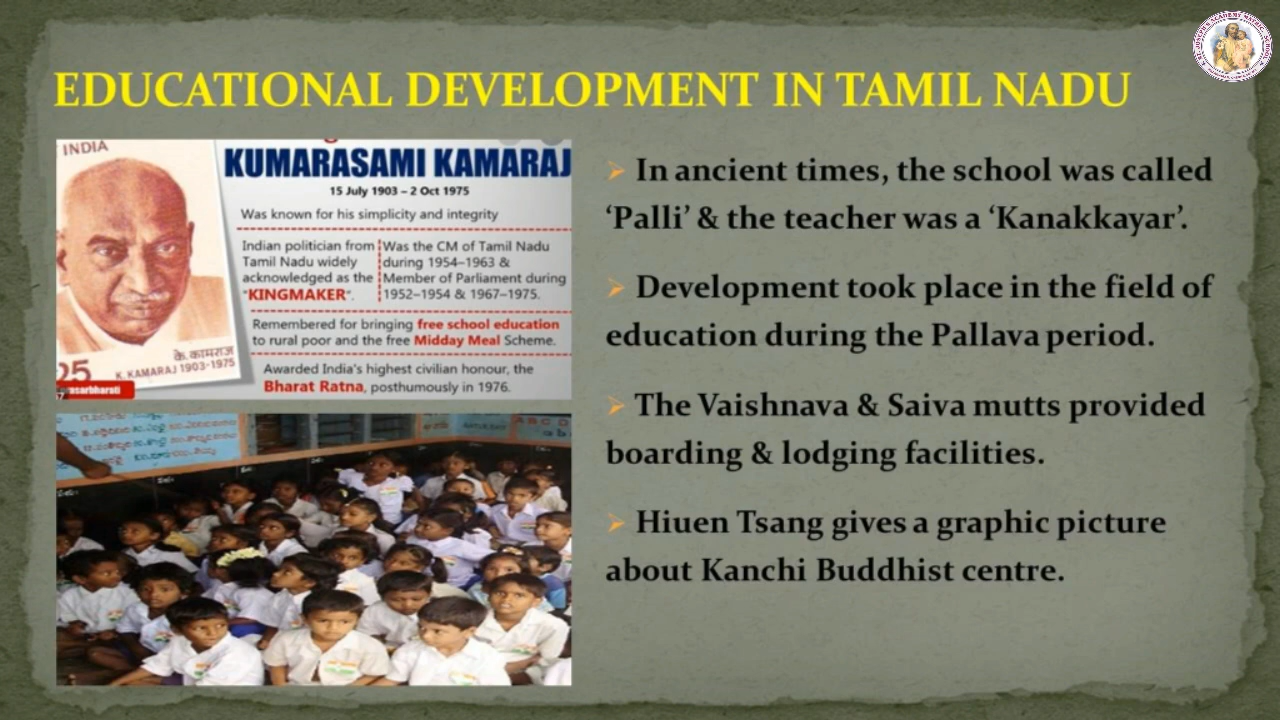 EDUCATIONAL DEVELOPMENT IN TAMIL NADU
INDIA
KUMARASAMI KAMARAJ
15 July 1903 – 2 Oct 1975
Was known for his simplicity and integrity
Indian politician from
Tamil Nadu widely
acknowledged as the
"KINGMAKER".
Was the CM of Tamil Nadu
during 1954–1963 &
Member of Parliament during
1952–1954 & 1967–1975.
Remembered for bringing free school education
to rural poor and the free Midday Meal Scheme.
Awarded India's highest civilian honour, the
Bharat Ratna, posthumously in 1976.
के. कामराज
25 K. KAMARAJ 1903-1975
asarbharati
➢ In ancient times, the school was called
‘Palli’ & the teacher was a ‘Kanakkayar’.
➢ Development took place in the field of
education during the Pallava period.
➢ The Vaishnava & Saiva mutts provided
boarding & lodging facilities.
➢ Hiuen Tsang gives a graphic picture
about Kanchi Buddhist centre.